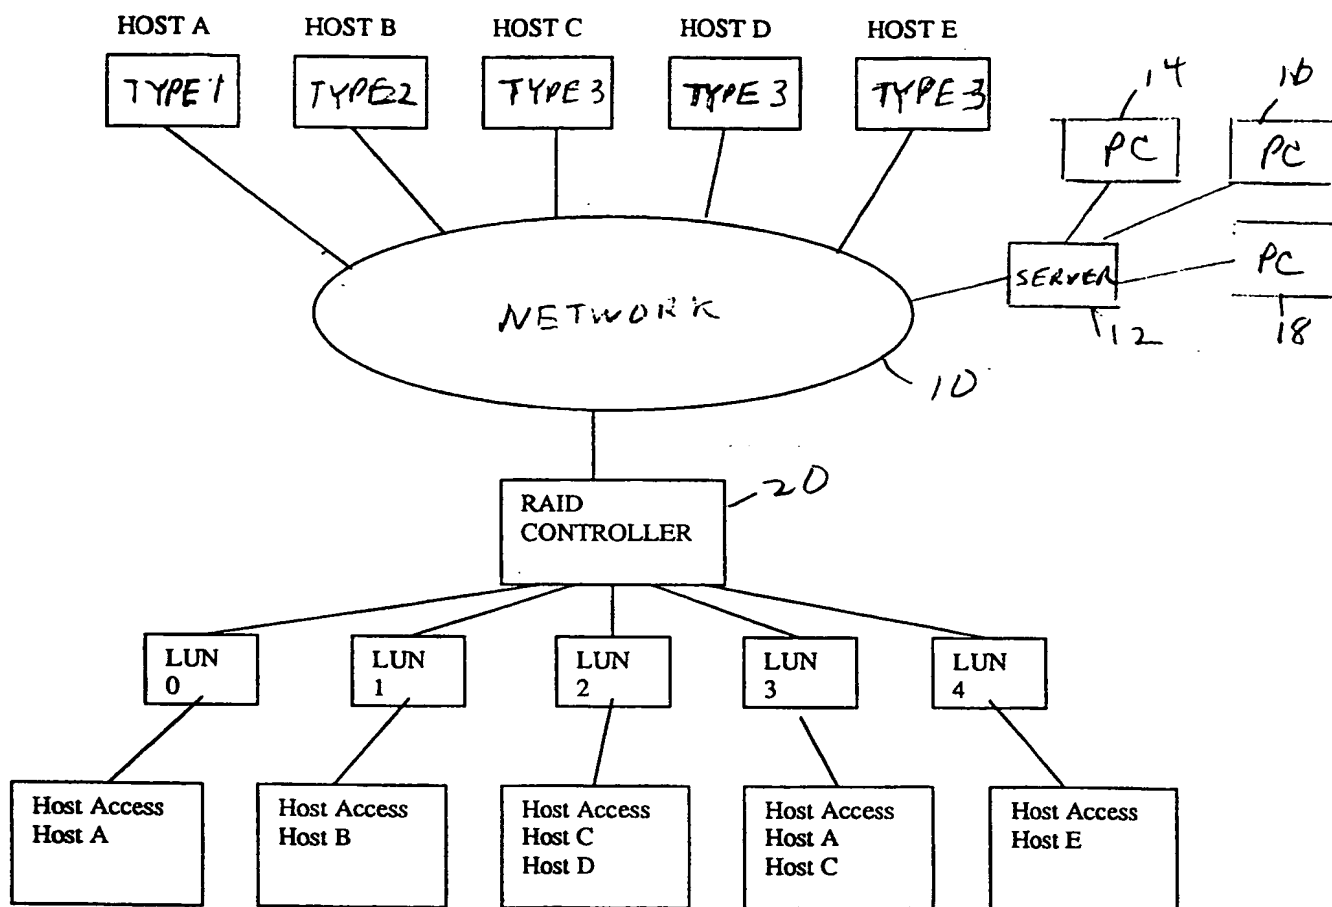 HOST A
HOST B
HOST C
HOST D
HOST E
TYPE 1
TYPE 2
TYPE 3
TYPE 3
TYPE 3
14
16
PC
PC
SERVER
PC
12
18
NETWORK
10
RAID
CONTROLLER
20
LUN
0
LUN
1
LUN
2
LUN
3
LUN
4
Host Access
Host A
Host Access
Host B
Host Access
Host C
Host D
Host Access
Host A
Host C
Host Access
Host E